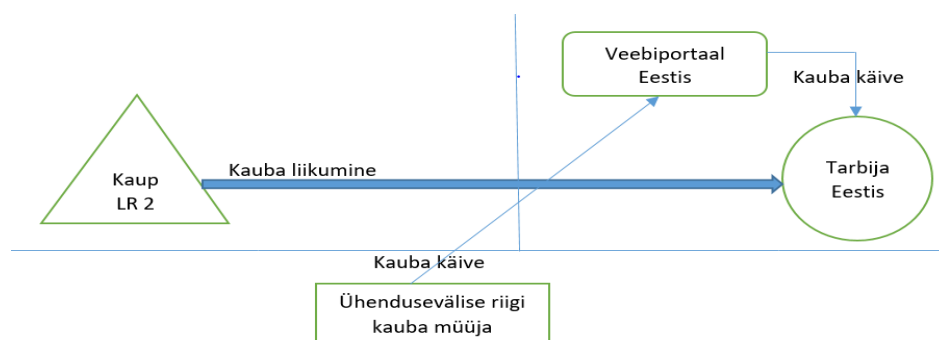 Veebiportaal
Eestis
Kauba käive
Kaup
LR 2
Kauba liikumine
Tarbija
Eestis
Kauba käive
Ühendusevälise riigi
kauba müüja